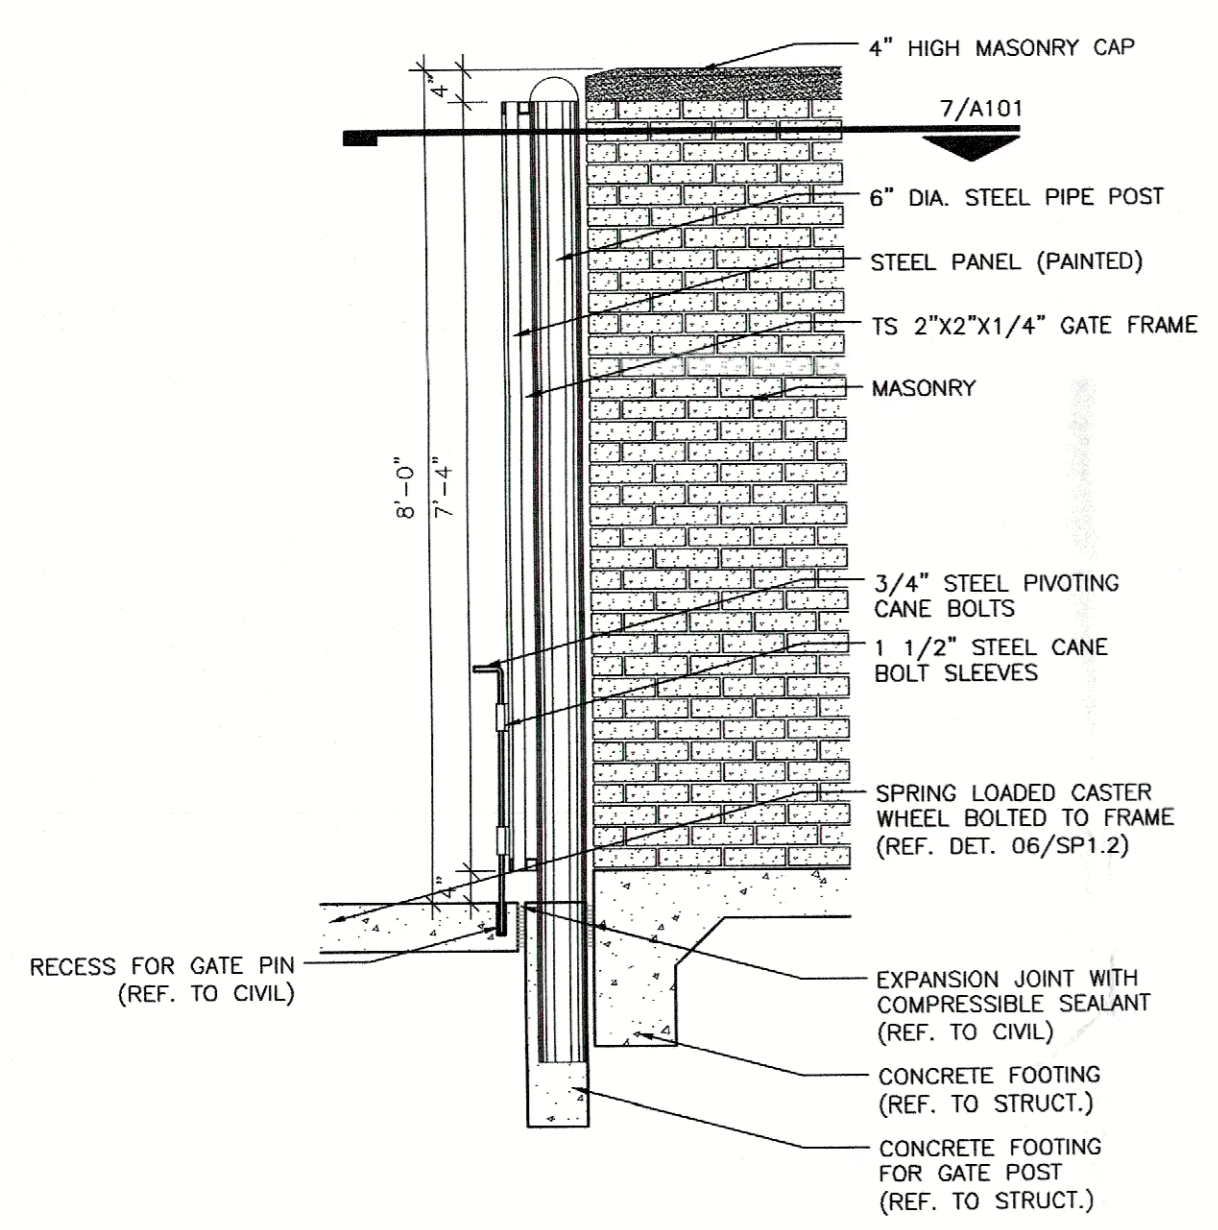 4" HIGH MASONRY CAP
4"
7/A101
6" DIA. STEEL PIPE POST
STEEL PANEL (PAINTED)
TS 2"X2"X1/4" GATE FRAME
MASONRY
8'-0"
7'-4"
3/4" STEEL PIVOTING
CANE BOLTS
1 1/2" STEEL CANE
BOLT SLEEVES
SPRING LOADED CASTER
WHEEL BOLTED TO FRAME
(REF. DET. 06/SP1.2)
4"
RECESS FOR GATE PIN
(REF. TO CIVIL)
EXPANSION JOINT WITH
COMPRESSIBLE SEALANT
(REF. TO CIVIL)
CONCRETE FOOTING
(REF. TO STRUCT.)
CONCRETE FOOTING
FOR GATE POST
(REF. TO STRUCT.)